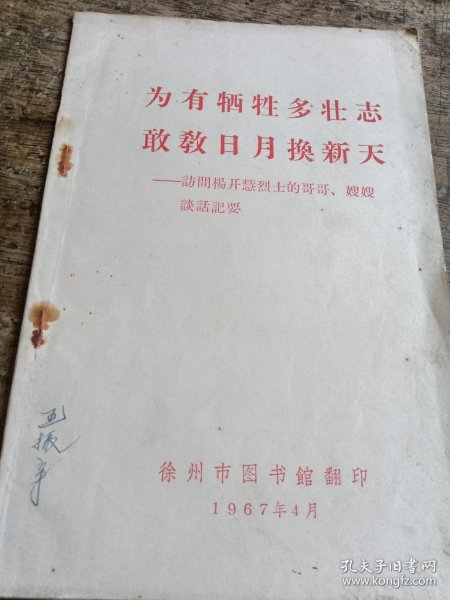 为有牺牲多壮志
敢教日月換新天
——訪問楊开慧烈士的哥哥、嫂嫂
談話記要
徐州市图书館翻印
1967年4月
孔夫子旧书网
www.kongfz.com